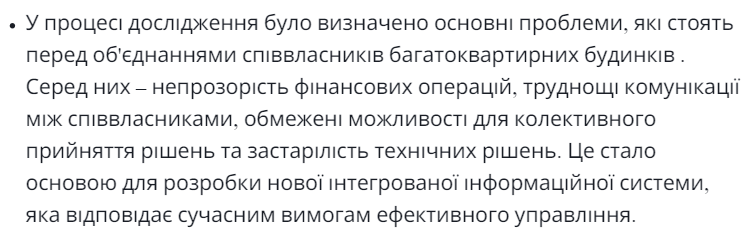 • У процесі дослідження було визначено основні проблеми, які стоять
перед об'єднаннями співвласників багатоквартирних будинків .
Серед них – непрозорість фінансових операцій, труднощі комунікації
між співвласниками, обмежені можливості для колективного
прийняття рішень та застарілість технічних рішень. Це стало
основою для розробки нової інтегрованої інформаційної системи,
яка відповідає сучасним вимогам ефективного управління.